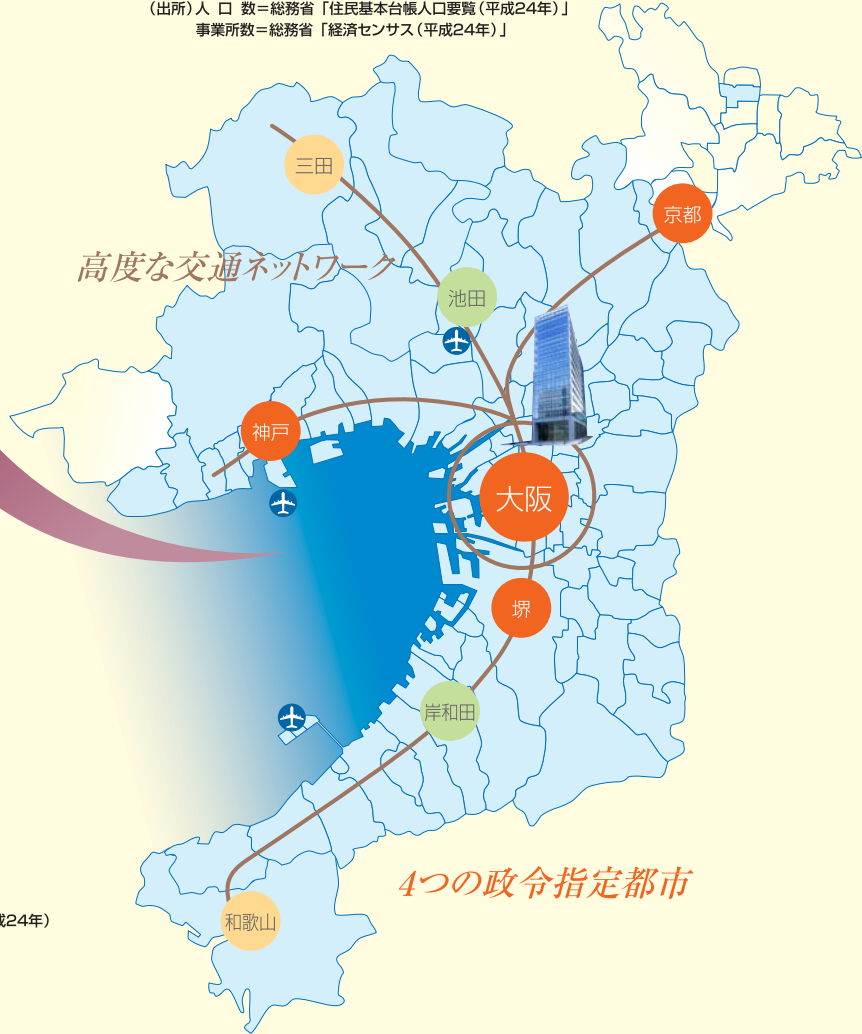 (出所)人 口 数=総務省「住民基本台帳人口要覧(平成24年)」
事業所数=総務省「経済センサス(平成24年)」
三田
京都
高度な交通ネットワーク
池田
神戸
大阪
堺
岸和田
4つの政令指定都市
和歌山
成24年)